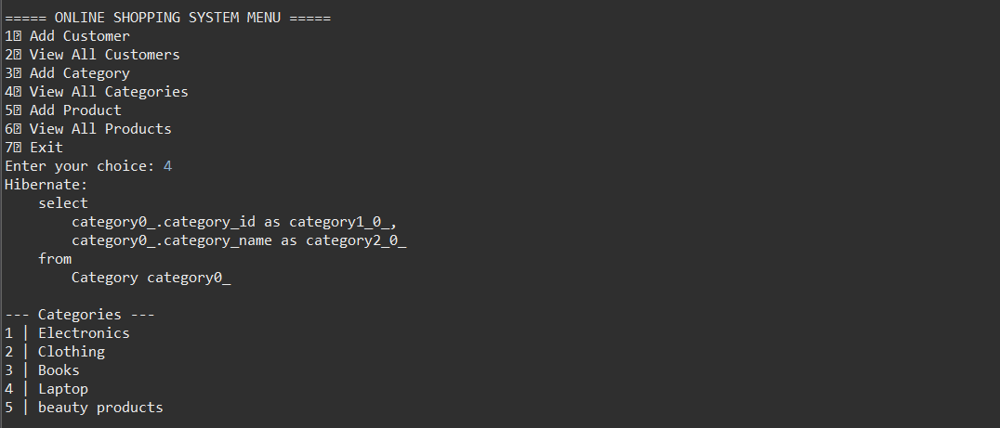 ===== ONLINE SHOPPING SYSTEM MENU =====
1⍰ Add Customer
2⍰ View All Customers
3⍰ Add Category
4⍰ View All Categories
5⍰ Add Product
6⍰ View All Products
7⍰ Exit
Enter your choice: 4
Hibernate:
    select
        category0_.category_id as category1_0_,
        category0_.category_name as category2_0_
    from
        Category category0_

--- Categories ---
1 | Electronics
2 | Clothing
3 | Books
4 | Laptop
5 | beauty products